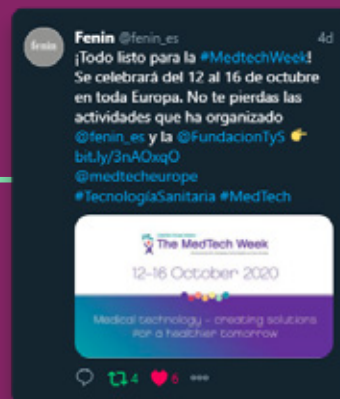 fenin
Fenin @fenin_es 4d
¡Todo listo para la #MedtechWeek!
Se celebrará del 12 al 16 de octubre
en toda Europa. No te pierdas las
actividades que ha organizado
@fenin_es y la @FundacionTyS 👉
bit.ly/3nAOxqO
@medtecheurope
#TecnologíaSanitaria #MedTech
The MedTech Week
12-16 October 2020
Medical technology – creating solutions
for a healthier tomorrow
4 6